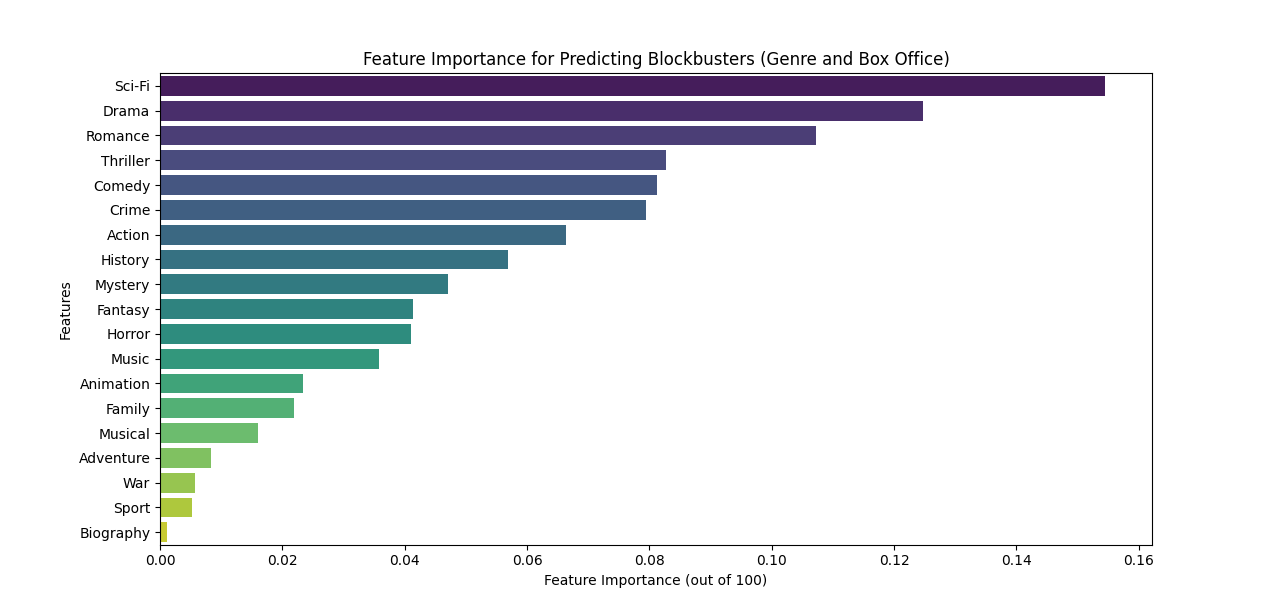 Feature Importance for Predicting Blockbusters (Genre and Box Office)
Sci-Fi
Drama
Romance
Thriller
Comedy
Crime
Action
History
Mystery
Fantasy
Horror
Music
Animation
Family
Musical
Adventure
War
Sport
Biography
Features
0.00 0.02 0.04 0.06 0.08 0.10 0.12 0.14 0.16
Feature Importance (out of 100)